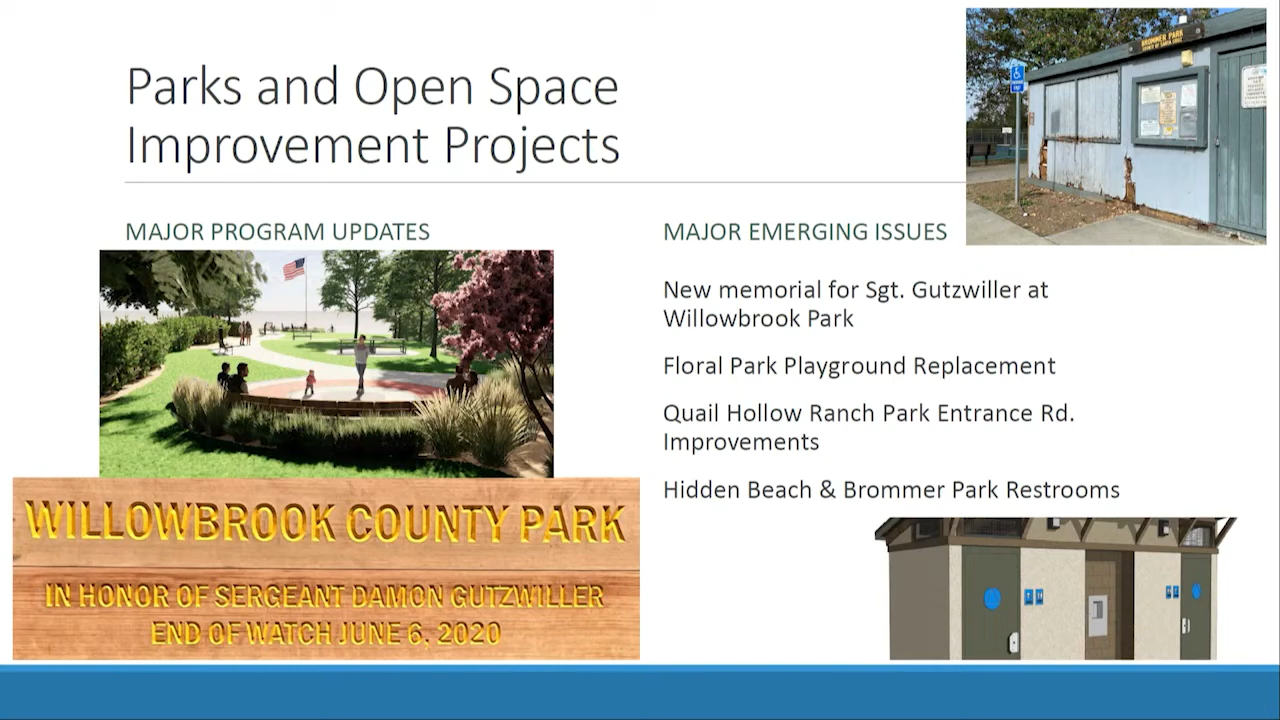 Parks and Open Space
Improvement Projects
MAJOR PROGRAM UPDATES
WILLOWBROOK COUNTY PARK
IN HONOR OF SERGEANT DAMON GUTZWILLER
END OF WATCH JUNE 6, 2020
MAJOR EMERGING ISSUES
New memorial for Sgt. Gutzwiller at
Willowbrook Park
Floral Park Playground Replacement
Quail Hollow Ranch Park Entrance Rd.
Improvements
Hidden Beach & Brommer Park Restrooms
BROMMER PARK